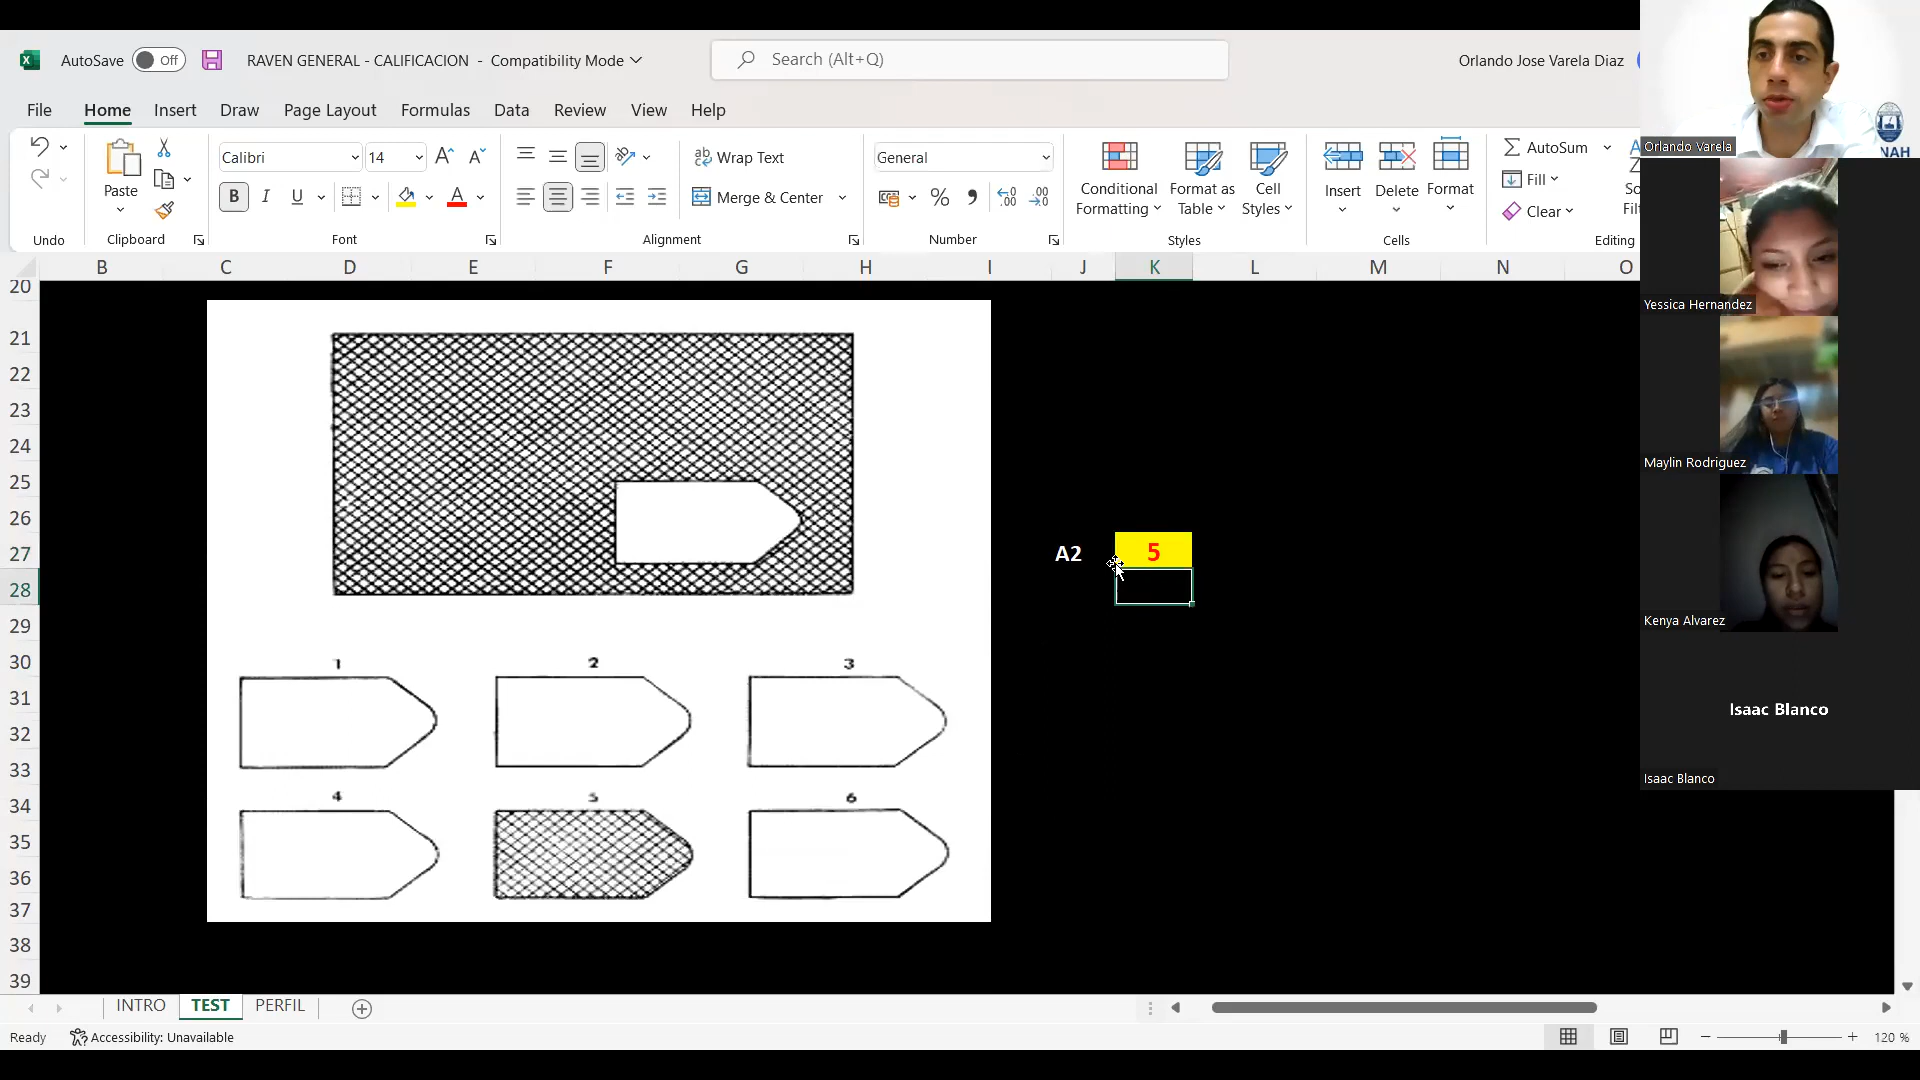 AutoSave Off RAVEN GENERAL - CALIFICACION - Compatibility Mode Search (Alt+Q) Orlando Jose Varela Diaz
File Home Insert Draw Page Layout Formulas Data Review View Help
Calibri 14 Wrap Text General AutoSum
Paste Conditional Formatting Format as Table Cell Styles Insert Delete Format Fill
B I U A Merge & Center % Clear
Undo Clipboard Font Alignment Number Styles Cells Editing
B C D E F G H I J K L M N O
20
21
22
23
24
25
26
27 A2 5
28
29
30 1 2 3
31
32
33
34 4 5 6
35
36
37
38
39
INTRO TEST PERFIL
Ready Accessibility: Unavailable 120 %
NAH
Orlando Varela
Yessica Hernandez
Maylin Rodriguez
Kenya Alvarez
Isaac Blanco
Isaac Blanco